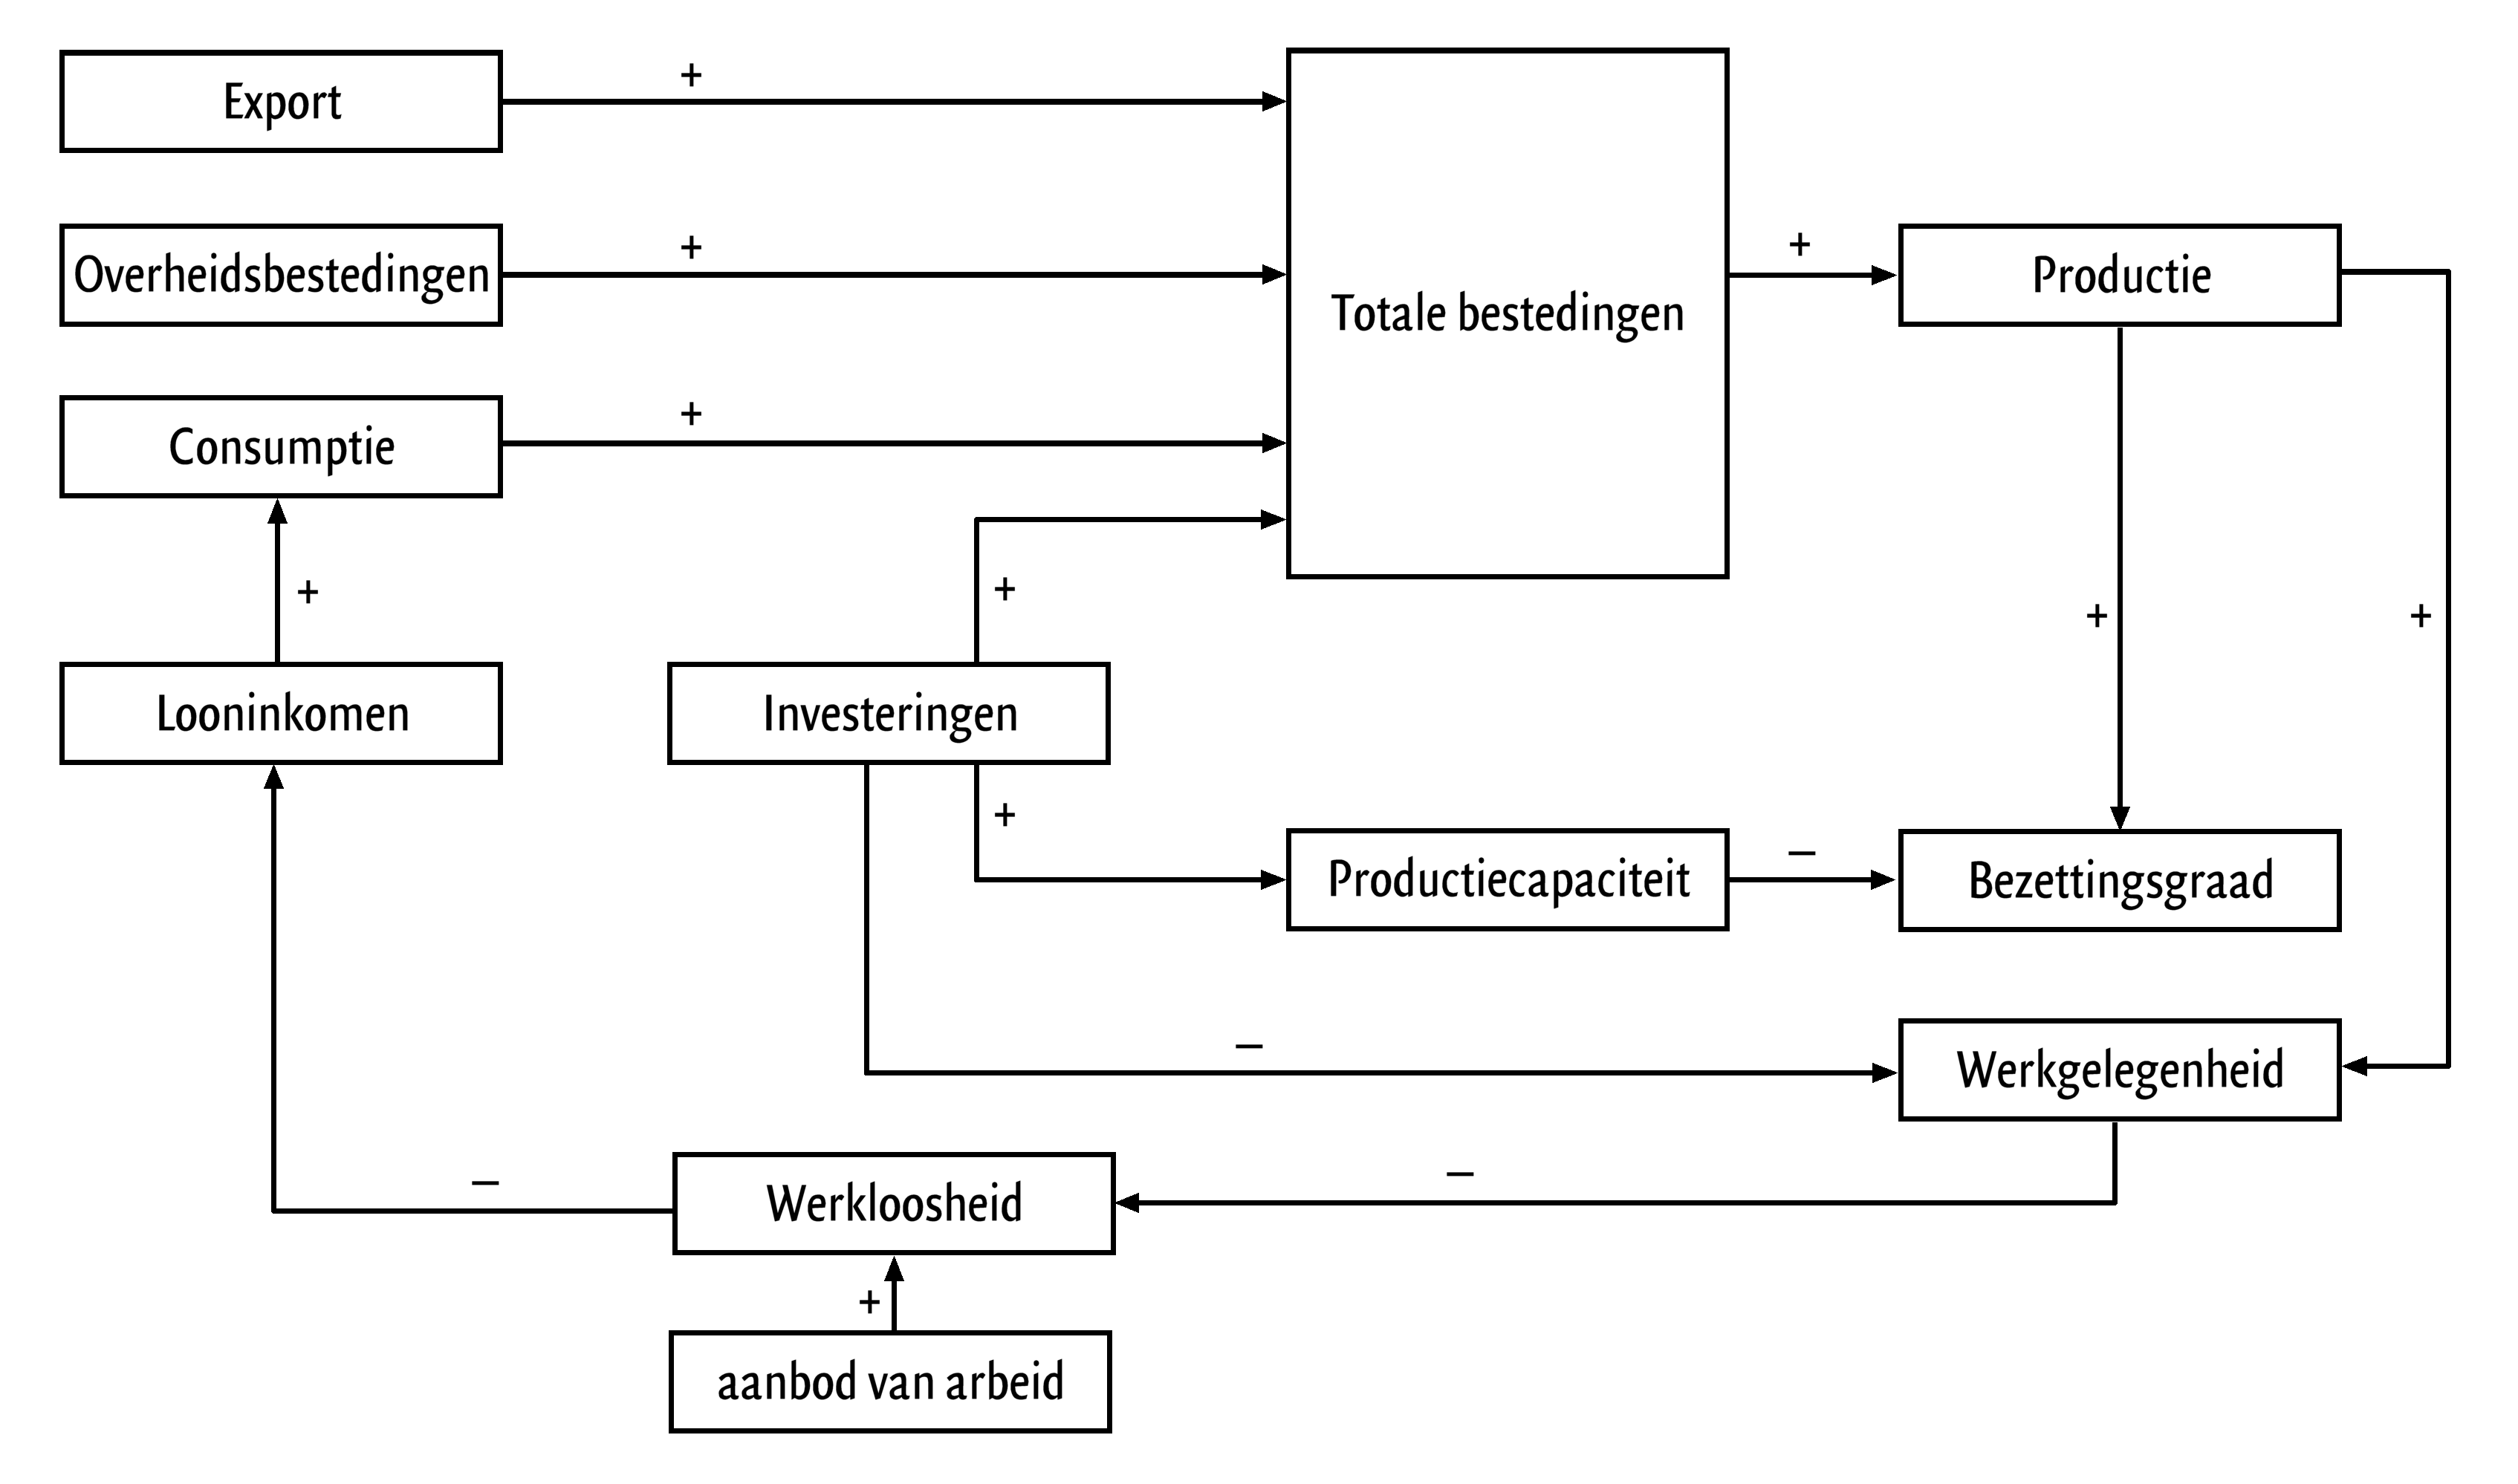 Export
+
Overheidsbestedingen
+
Consumptie
+
Totale bestedingen
+
Productie
+
+
+
+
Looninkomen
Investeringen
+
Productiecapaciteit
–
Bezettingsgraad
–
Werkgelegenheid
–
Werkloosheid
–
+
aanbod van arbeid